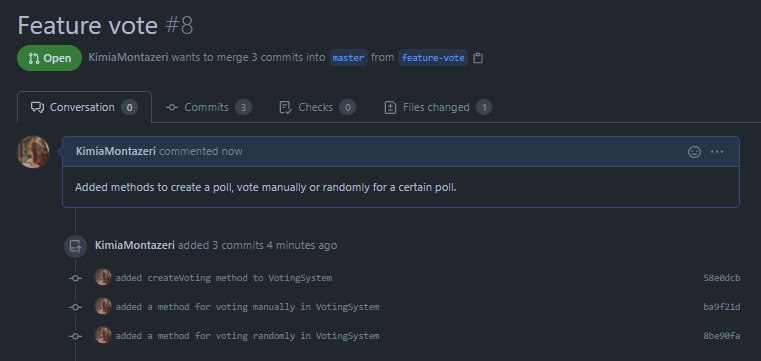 Feature vote #8
Open KimiaMontazeri wants to merge 3 commits into master from feature-vote
Conversation 0 Commits 3 Checks 0 Files changed 1
KimiaMontazeri commented now
Added methods to create a poll, vote manually or randomly for a certain poll.
KimiaMontazeri added 3 commits 4 minutes ago
added createVoting method to VotingSystem 58e0dcb
added a method for voting manually in VotingSystem ba9f21d
added a method for voting randomly in VotingSystem 8be90fa